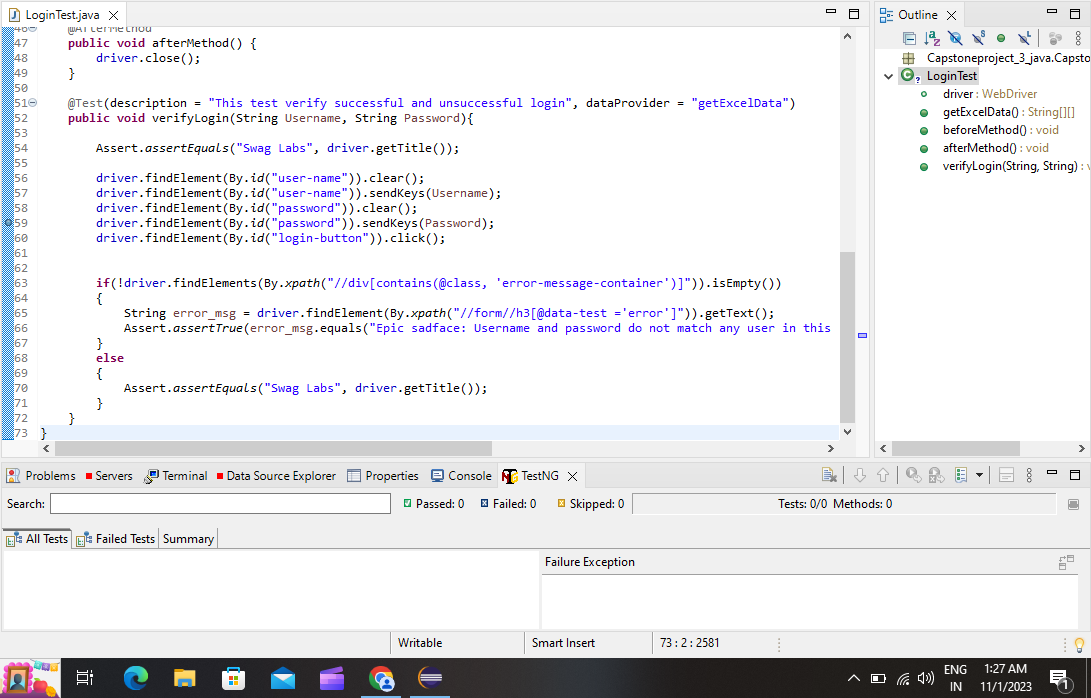 LoginTest.java
46 @AfterMethod
47 public void afterMethod() {
48 driver.close();
49 }
50
51 @Test(description = "This test verify successful and unsuccessful login", dataProvider = "getExcelData")
52 public void verifyLogin(String Username, String Password){
53
54 Assert.assertEquals("Swag Labs", driver.getTitle());
55
56 driver.findElement(By.id("user-name")).clear();
57 driver.findElement(By.id("user-name")).sendKeys(Username);
58 driver.findElement(By.id("password")).clear();
59 driver.findElement(By.id("password")).sendKeys(Password);
60 driver.findElement(By.id("login-button")).click();
61
62
63 if(!driver.findElements(By.xpath("//div[contains(@class, 'error-message-container')]")).isEmpty())
64 {
65 String error_msg = driver.findElement(By.xpath("//form//h3[@data-test ='error']")).getText();
66 Assert.assertTrue(error_msg.equals("Epic sadface: Username and password do not match any user in this
67 }
68 else
69 {
70 Assert.assertEquals("Swag Labs", driver.getTitle());
71 }
72 }
73 }
Outline
Capstoneproject_3_java.Capsto
LoginTest
driver : WebDriver
getExcelData() : String[][]
beforeMethod() : void
afterMethod() : void
verifyLogin(String, String) : v
Problems Servers Terminal Data Source Explorer Properties Console TestNG
Search: Passed: 0 Failed: 0 Skipped: 0 Tests: 0/0 Methods: 0
All Tests Failed Tests Summary
Failure Exception
Writable Smart Insert 73 : 2 : 2581
ENG
IN
1:27 AM
11/1/2023
1